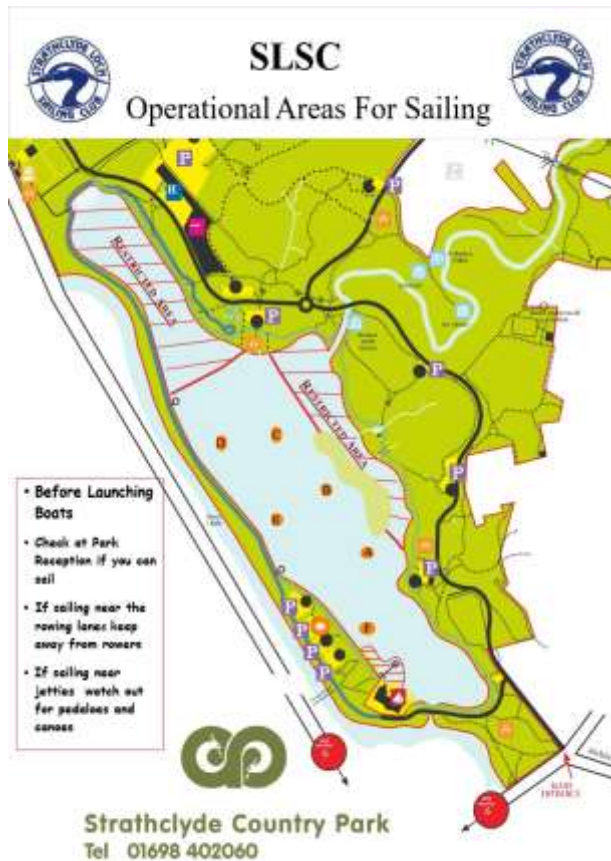 STRATHCLYDE LOCH
SAILING CLUB
SLSC
STRATHCLYDE LOCH
SAILING CLUB
Operational Areas For Sailing
P
P
RESTRICTED AREA
P
P
RESTRICTED AREA
D
C
P
B
E
A
P
F
P
P
P
P
• Before Launching
Boats
• Check at Park
Reception if you can
sail
• If sailing near the
rowing lanes keep
away from rowers
• If sailing near
jetties watch out
for pedaloes and
canoes
ENTRANCE
Strathclyde Country Park
Tel 01698 402060